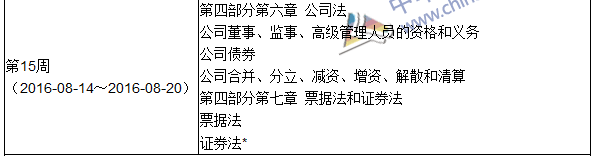 第四部分第六章 公司法
公司董事、监事、高级管理人员的资格和义务
公司债券
第15周
（2016-08-14～2016-08-20）
公司合并、分立、减资、增资、解散和清算
第四部分第七章 票据法和证券法
票据法
证券法*